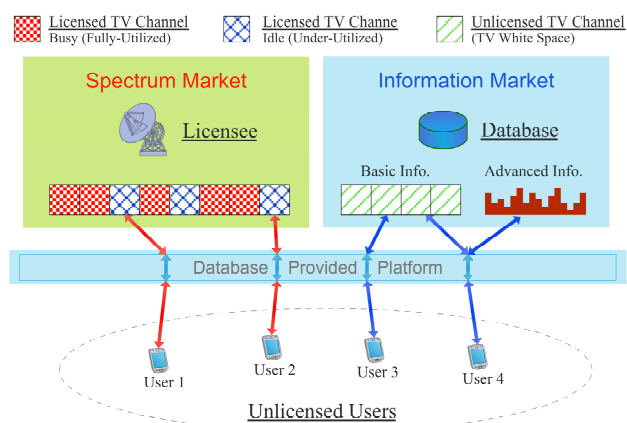 Licensed TV Channel
Busy (Fully-Utilized)
Licensed TV Channe
Idle (Under-Utilized)
Unlicensed TV Channel
(TV White Space)
Spectrum Market
Licensee
Information Market
Database
Basic Info.
Advanced Info.
Database Provided Platform
User 1
User 2
User 3
User 4
Unlicensed Users